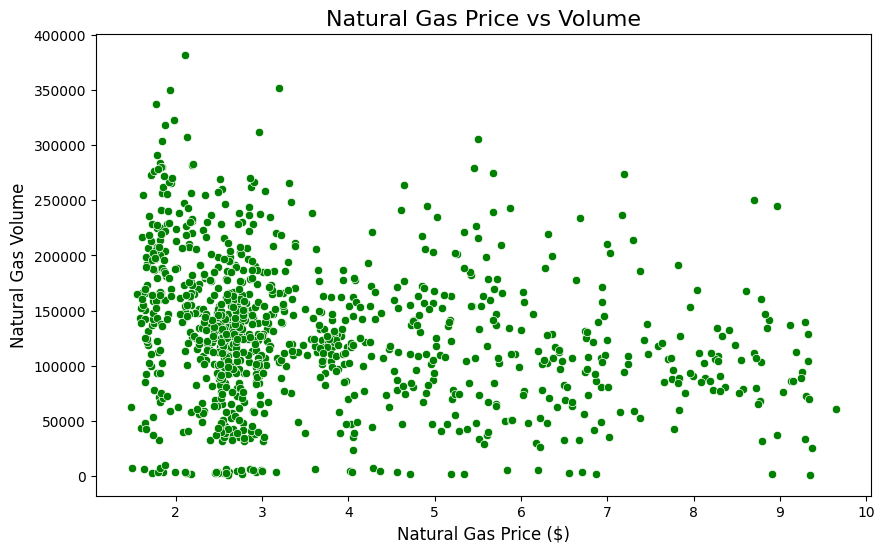 Natural Gas Price vs Volume
400000
350000
300000
250000
200000
150000
100000
50000
0
Natural Gas Volume
2 3 4 5 6 7 8 9 10
Natural Gas Price ($)